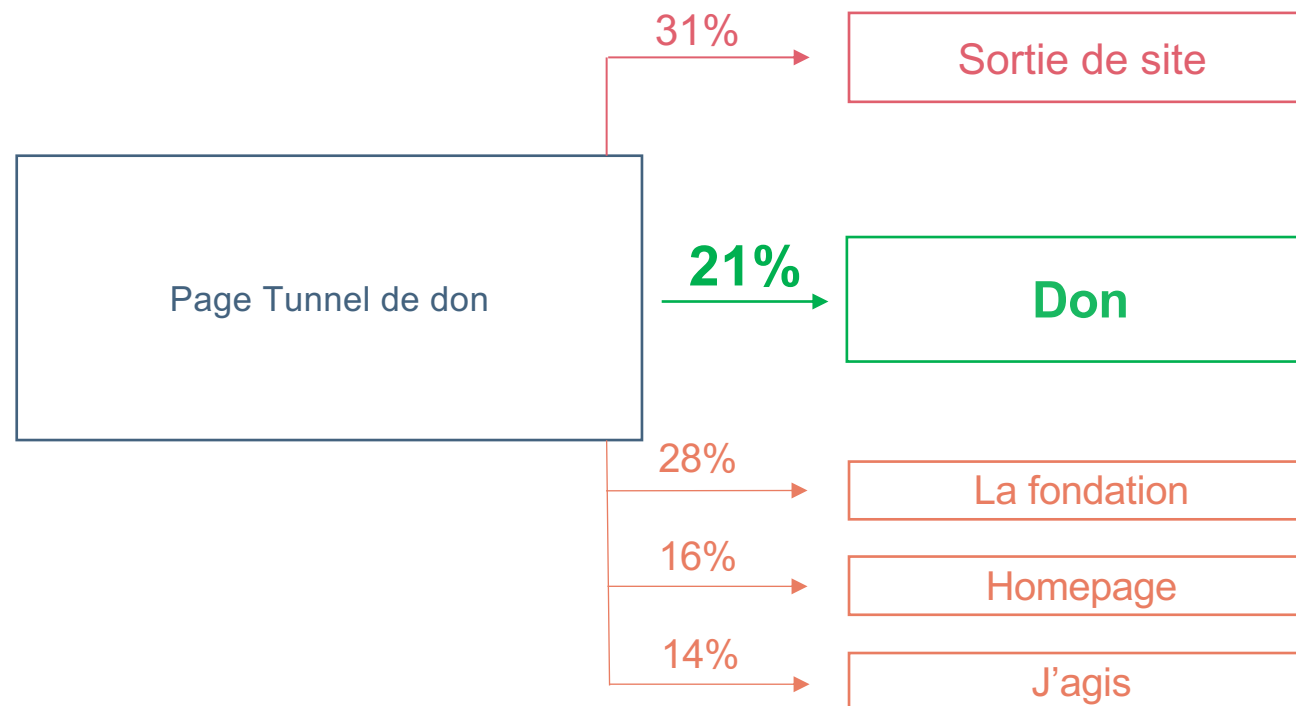 31%
Sortie de site
Page Tunnel de don
21%
Don
28%
La fondation
16%
Homepage
14%
J’agis